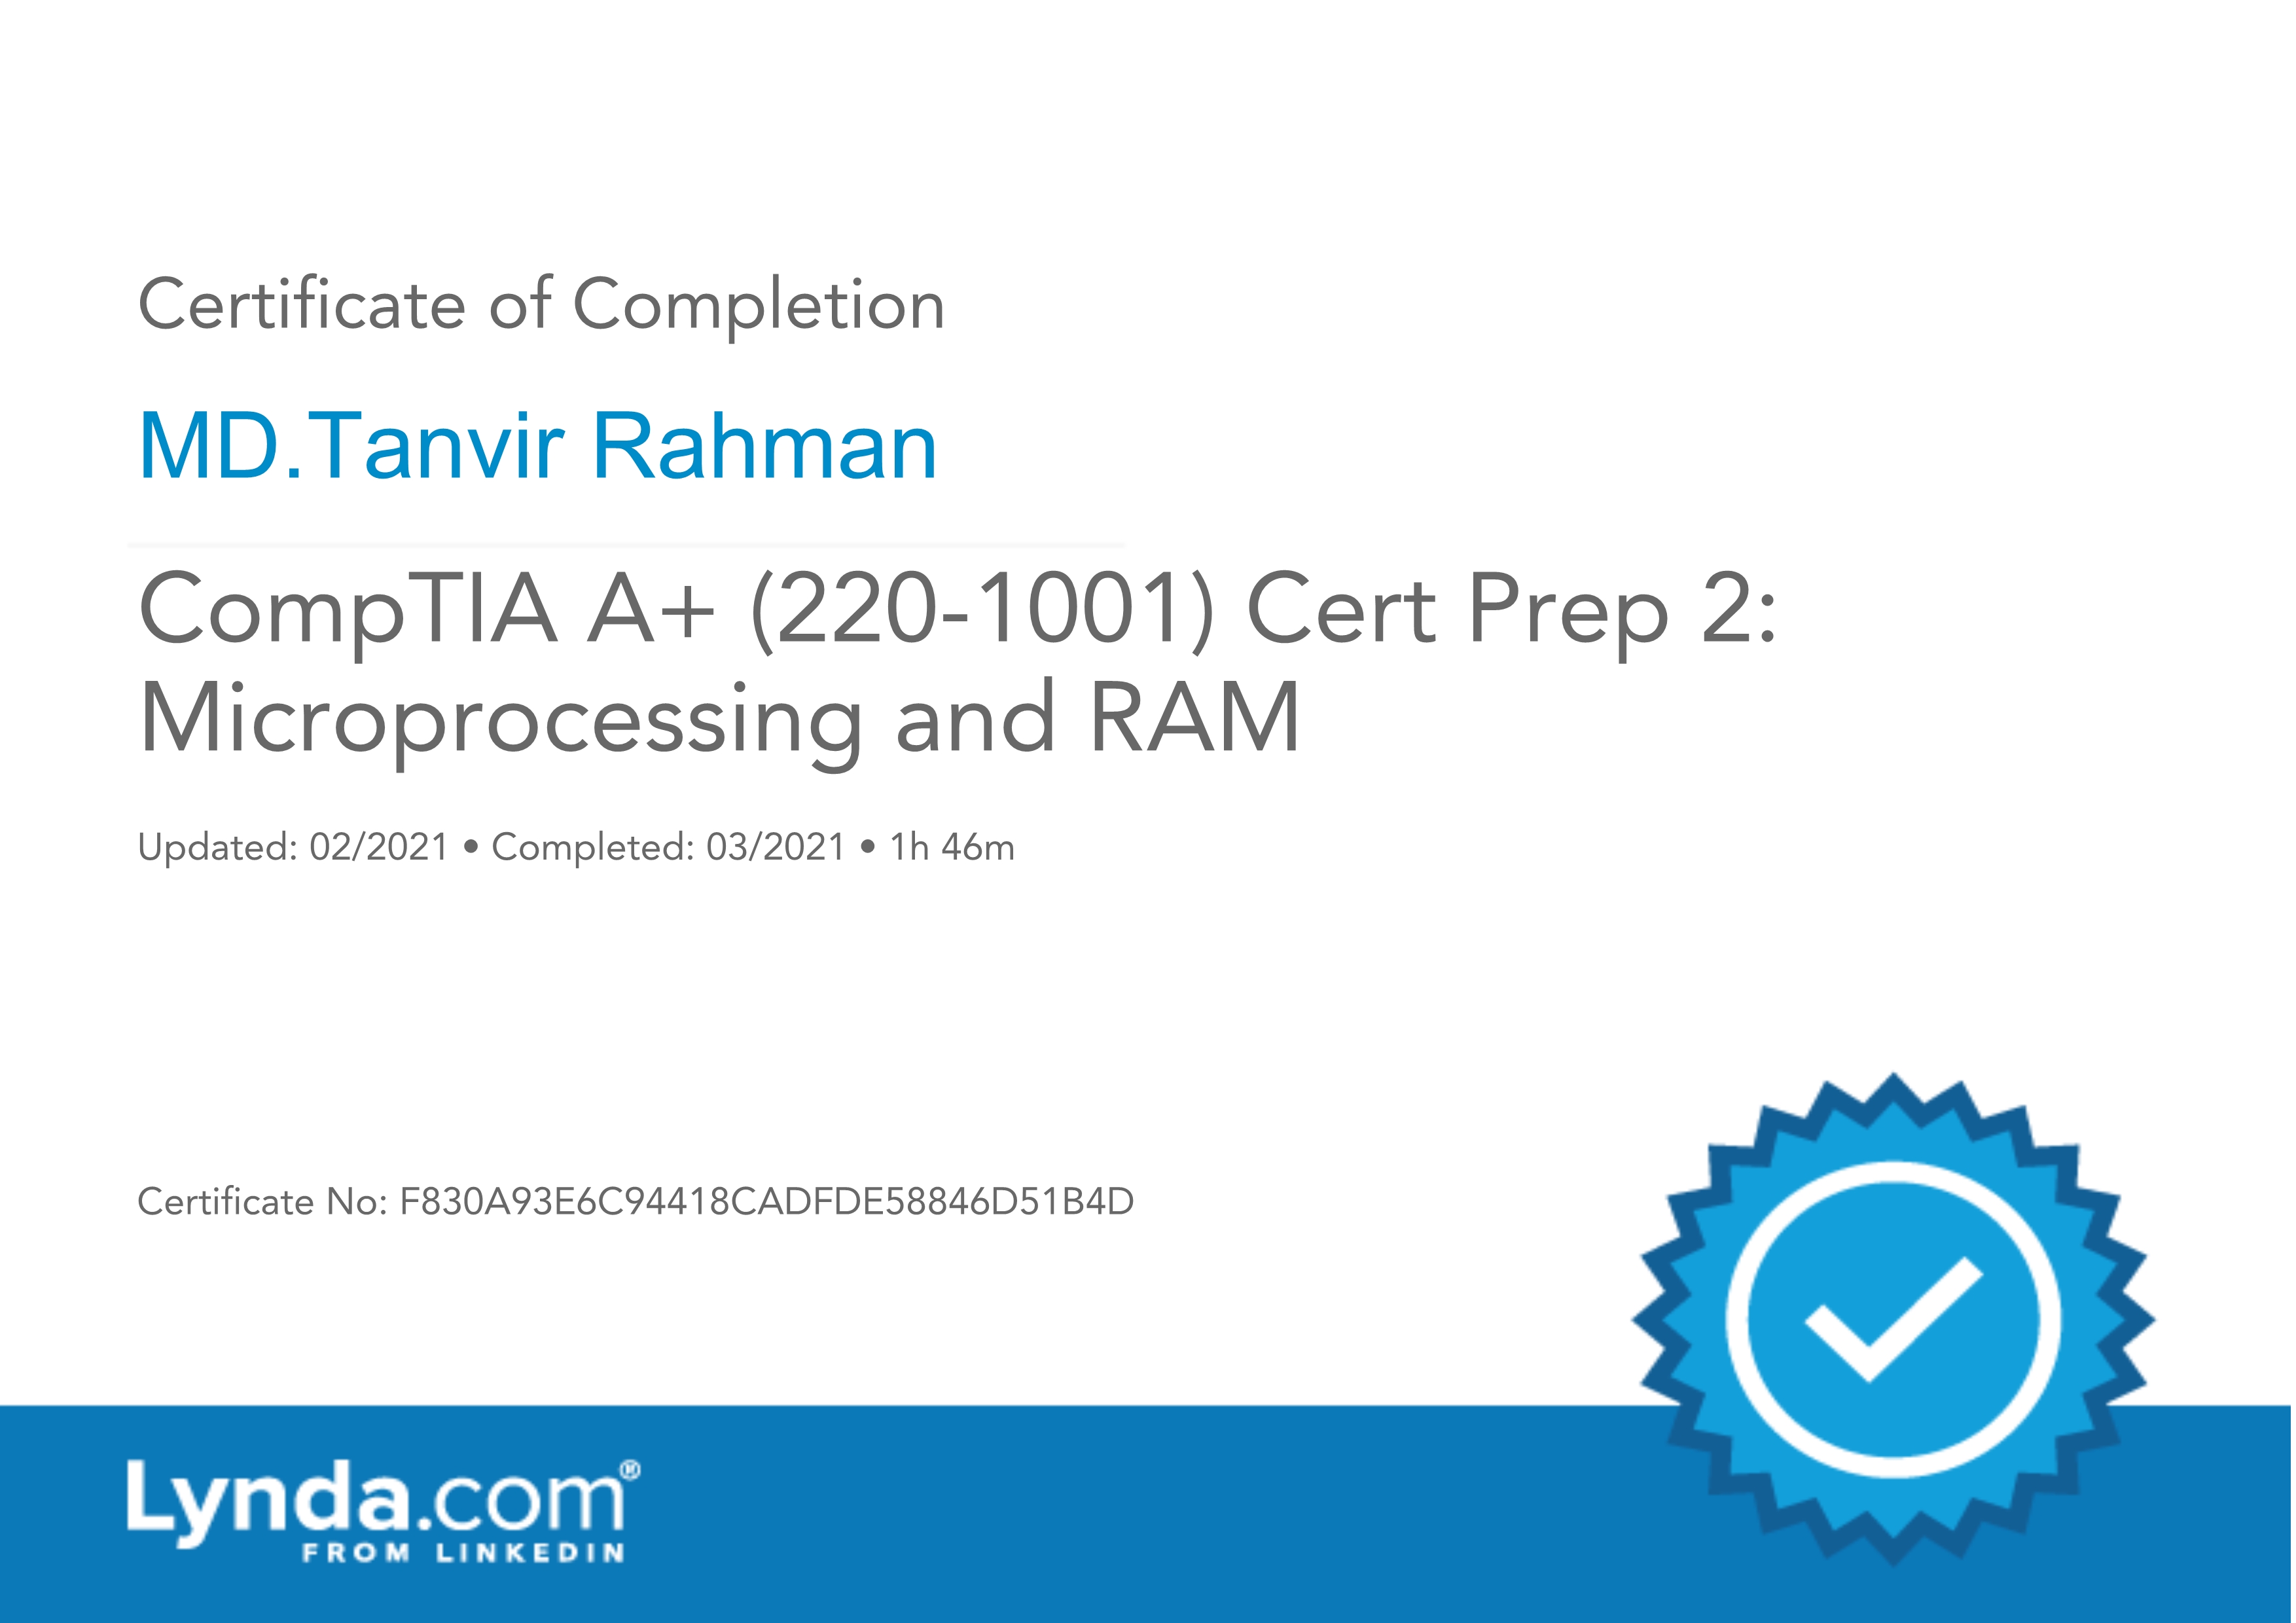 Certificate of Completion
MD.Tanvir Rahman
CompTIA A+ (220-1001) Cert Prep 2:
Microprocessing and RAM
Updated: 02/2021 • Completed: 03/2021 • 1h 46m
Certificate No: F830A93E6C94418CADFDE58846D51B4D
Lynda.com®
FROM LINKEDIN